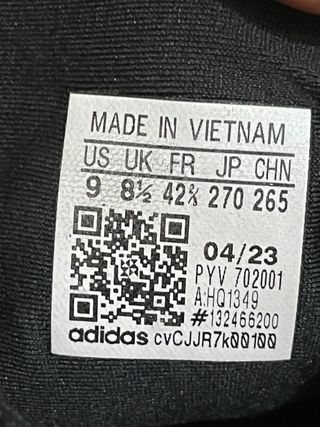 MADE IN VIETNAM
US UK FR JP CHN
9 8½ 42⅔ 270 265
04/23
PYV 702001
A:HQ1349
#132466200
adidas cvCJJR7k00100